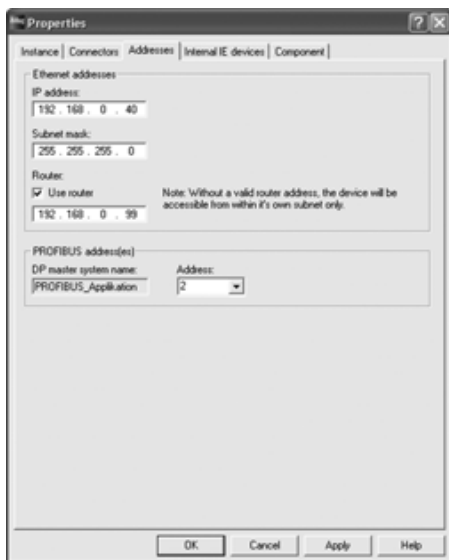 Properties
Instance Connectors Addresses Internal IE devices Component
Ethernet addresses
IP address:
192 . 168 . 0 . 40
Subnet mask:
255 . 255 . 255 . 0
Router:
Use router
Note: Without a valid router address, the device will be
accessible from within it's own subnet only.
192 . 168 . 0 . 99
PROFIBUS address(es)
DP master system name: Address:
PROFIBUS_Applikation 2
OK Cancel Apply Help